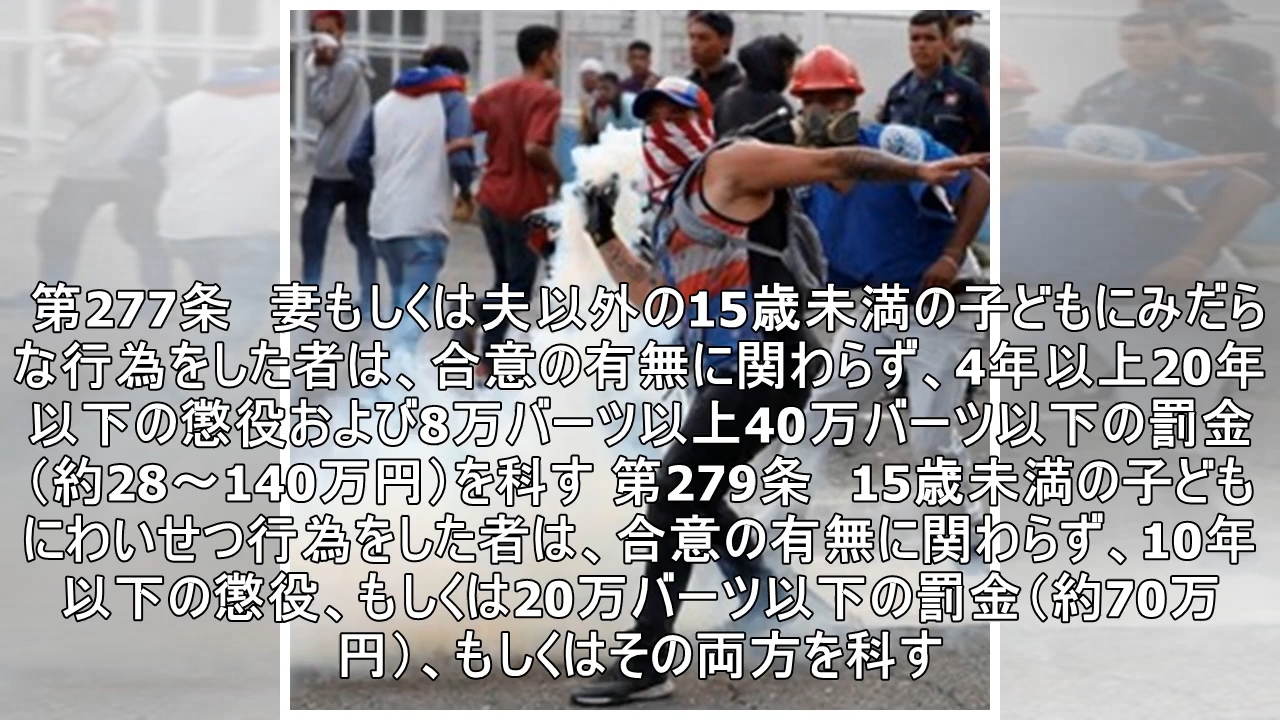 第277条　妻もしくは夫以外の15歳未満の子どもにみだら
な行為をした者は、合意の有無に関わらず、4年以上20年
以下の懲役および8万バーツ以上40万バーツ以下の罰金
（約28～140万円）を科す 第279条　15歳未満の子ども
にわいせつ行為をした者は、合意の有無に関わらず、10年
以下の懲役、もしくは20万バーツ以下の罰金（約70万
円）、もしくはその両方を科す